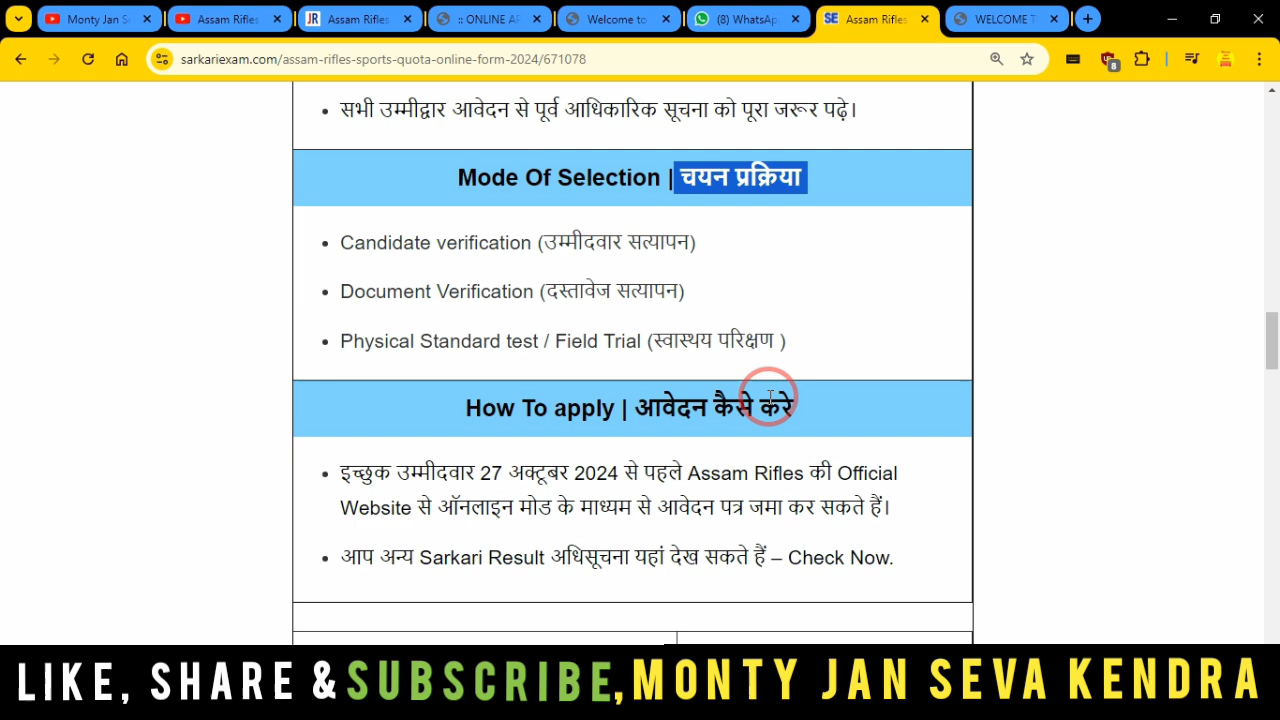 Monty Jan S
Assam Rifles
JR Assam Rifles
:: ONLINE AP
Welcome to
(8) WhatsAp
SE Assam Rifles
WELCOME T
sarkariexam.com/assam-rifles-sports-quota-online-form-2024/671078
8
सभी उम्मीद्वार आवेदन से पूर्व आधिकारिक सूचना को पूरा जरूर पढ़े।
Mode Of Selection | चयन प्रक्रिया
Candidate verification (उम्मीदवार सत्यापन)
Document Verification (दस्तावेज सत्यापन)
Physical Standard test / Field Trial (स्वास्थय परिक्षण )
How To apply | आवेदन कैसे करे
इच्छुक उम्मीदवार 27 अक्टूबर 2024 से पहले Assam Rifles की Official
Website से ऑनलाइन मोड के माध्यम से आवेदन पत्र जमा कर सकते हैं।
आप अन्य Sarkari Result अधिसूचना यहां देख सकते हैं – Check Now.
LIKE, SHARE & SUBSCRIBE, MONTY JAN SEVA KENDRA